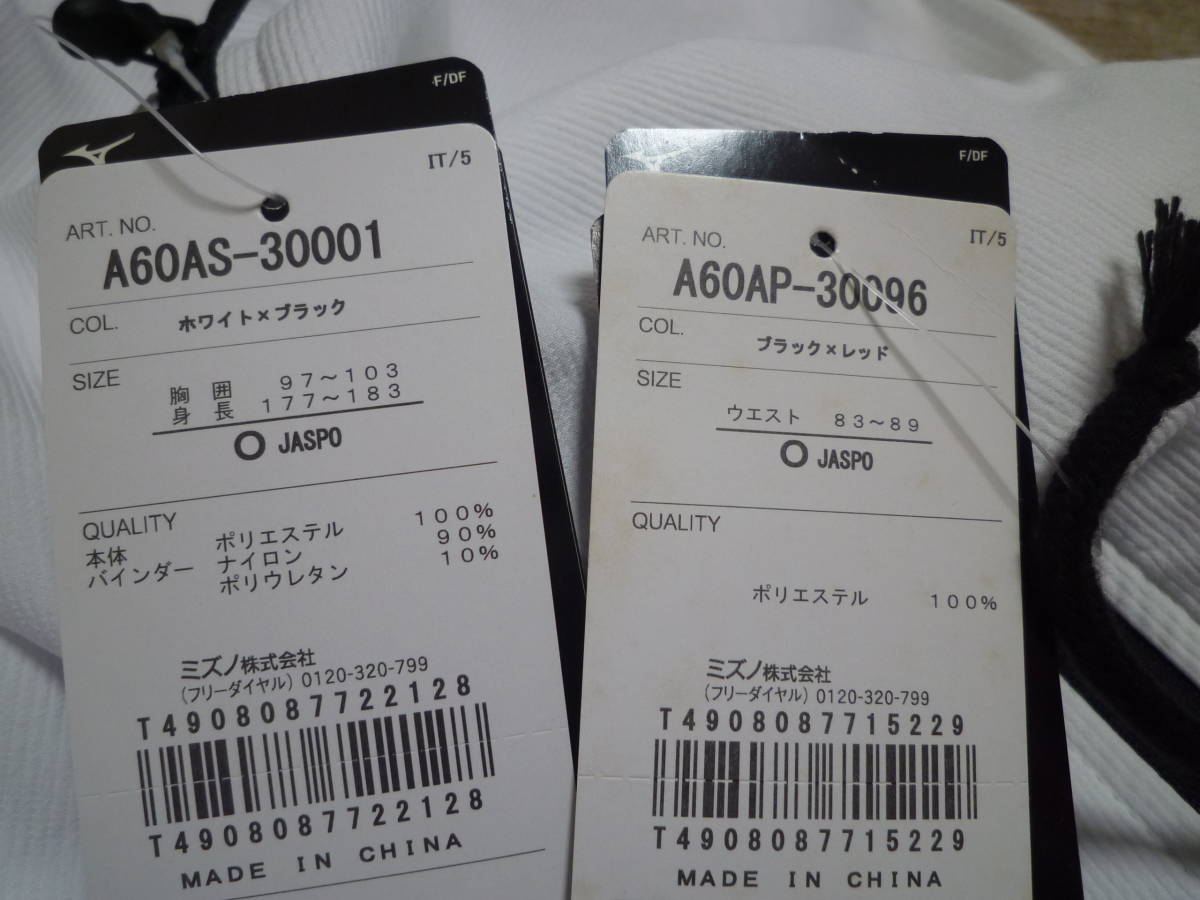 F/DF
IT/5
ART. NO.
A60AS-30001
COL. ホワイト×ブラック
SIZE
胸囲 97～103
身長 177～183
O JASPO
QUALITY
本体 ポリエステル 100%
バインダー ナイロン 90%
ポリウレタン 10%
ミズノ株式会社
(フリーダイヤル) 0120-320-799
T4908087722128
T4908087722128
MADE IN CHINA
F/DF
IT/5
ART. NO.
A60AP-30096
COL. ブラック×レッド
SIZE
ウエスト 83～89
O JASPO
QUALITY
ポリエステル 100%
ミズノ株式会社
(フリーダイヤル) 0120-320-799
T4908087715229
T4908087715229
MADE IN CHINA